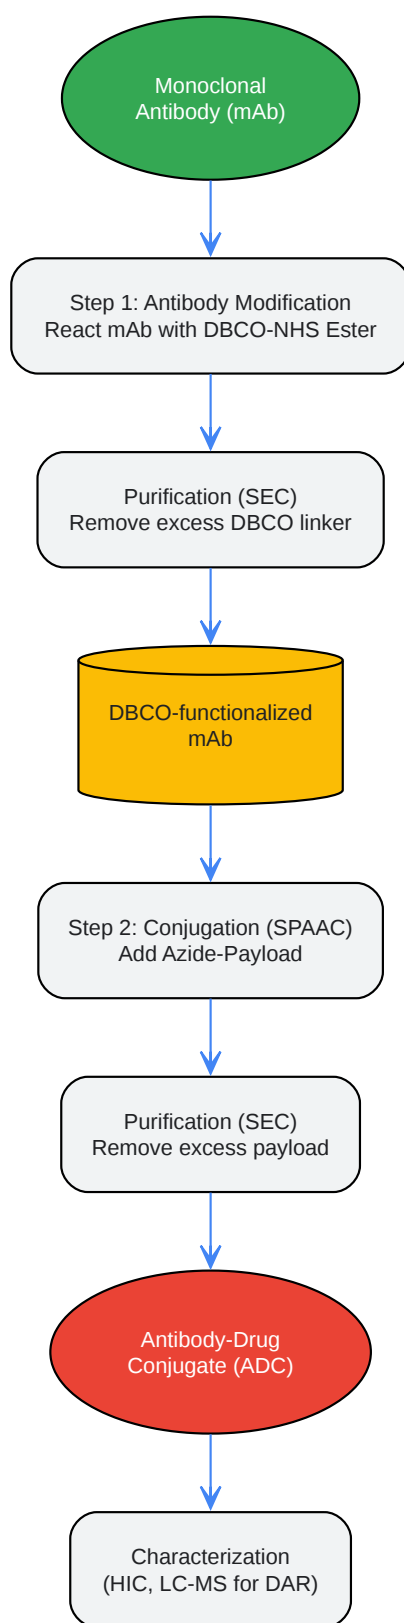 Monoclonal
Antibody (mAb)
Step 1: Antibody Modification
React mAb with DBCO-NHS Ester
Purification (SEC)
Remove excess DBCO linker
DBCO-functionalized
mAb
Step 2: Conjugation (SPAAC)
Add Azide-Payload
Purification (SEC)
Remove excess payload
Antibody-Drug
Conjugate (ADC)
Characterization
(HIC, LC-MS for DAR)